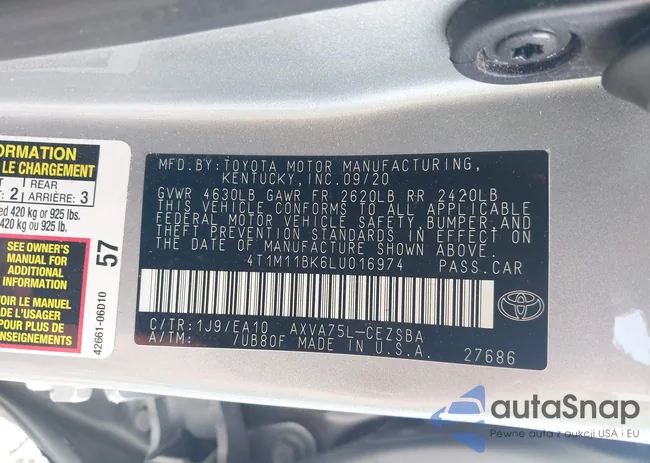 INFORMATION
LE CHARGEMENT
2
REAR
ARRIÈRE: 3
ed 420 kg or 925 lbs.
420 kg ou 925 lb.
SEE OWNER'S
MANUAL FOR
ADDITIONAL
INFORMATION
le Manuel
de L'usager
pour plus de
renseignements
57
42661-06D10
MFD.BY:TOYOTA MOTOR MANUFACTURING,
KENTUCKY, INC.09/20
GVWR 4630LB GAWR FR 2620LB RR 2420LB
THIS VEHICLE CONFORMS TO ALL APPLICABLE
FEDERAL MOTOR VEHICLE SAFETY,BUMPER,AND
THEFT PREVENTION STANDARDS IN EFFECT ON
THE DATE OF MANUFACTURE SHOWN ABOVE.
4T1M11BK6LU016974 PASS.CAR
C/TR:1J9/EA10 AXVA75L-CEZSBA
A/TM: 7UB80F MADE IN U.S.A. 27686
autaSnap
Pewne auta z aukcji USA i EU